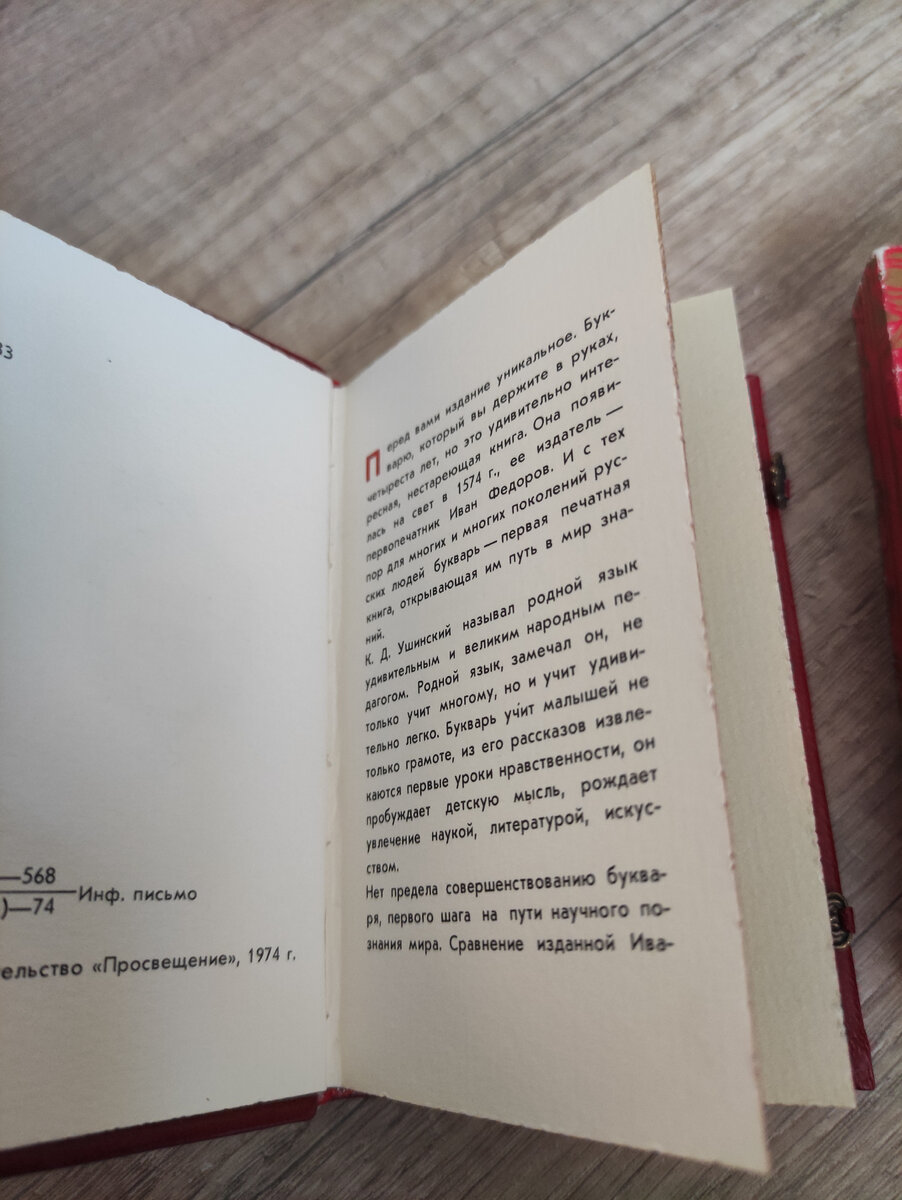 33
—568
)—74
Инф. письмо
ельство «Просвещение», 1974 г.
Перед вами издание уникальное. Бук-
варю, который вы держите в руках,
четыреста лет, но это удивительно инте-
ресная, нестареющая книга. Она появи-
лась на свет в 1574 г., ее издатель —
первопечатник Иван Федоров. И с тех
пор для многих и многих поколений рус-
ских людей букварь — первая печатная
книга, открывающая им путь в мир зна-
ний.
К. Д. Ушинский называл родной язык
удивительным и великим народным пе-
дагогом. Родной язык, замечал он, не
только учит многому, но и учит удиви-
тельно легко. Букварь учит малышей не
только грамоте, из его рассказов извле-
каются первые уроки нравственности, он
пробуждает детскую мысль, рождает
увлечение наукой, литературой, искус-
ством.
Нет предела совершенствованию буква-
ря, первого шага на пути научного по-
знания мира. Сравнение изданной Ива-